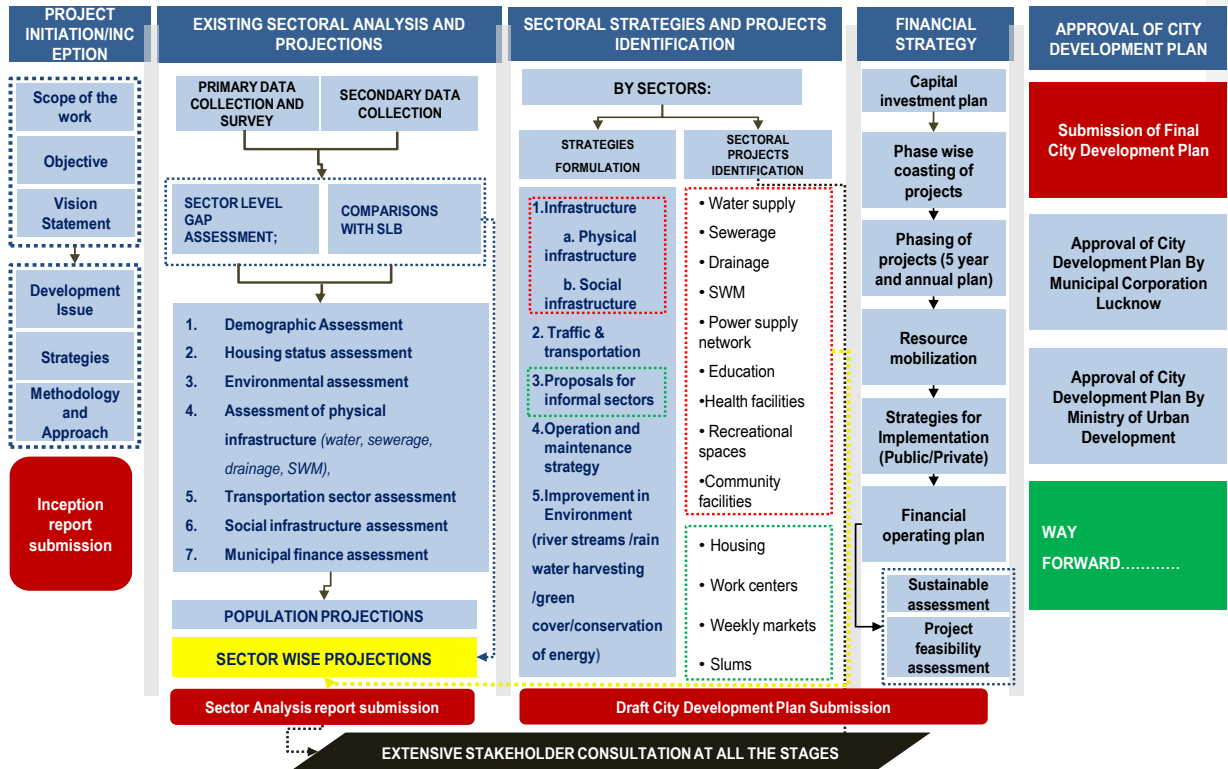 PROJECT
INITIATION/INC
EPTION
Scope of the
work
Objective
Vision
Statement
Development
Issue
Strategies
Methodology
and
Approach
Inception
report
submission
EXISTING SECTORAL ANALYSIS AND
PROJECTIONS
PRIMARY DATA
COLLECTION AND
SURVEY
SECONDARY DATA
COLLECTION
SECTOR LEVEL
GAP
ASSESSMENT;
COMPARISONS
WITH SLB
1. Demographic Assessment
2. Housing status assessment
3. Environmental assessment
4. Assessment of physical
infrastructure (water, sewerage,
drainage, SWM),
5. Transportation sector assessment
6. Social infrastructure assessment
7. Municipal finance assessment
POPULATION PROJECTIONS
SECTOR WISE PROJECTIONS
Sector Analysis report submission
SECTORAL STRATEGIES AND PROJECTS
IDENTIFICATION
BY SECTORS:
STRATEGIES
FORMULATION
SECTORAL
PROJECTS
IDENTIFICATION
1.Infrastructure
a. Physical
infrastructure
b. Social
infrastructure
2. Traffic &
transportation
3.Proposals for
informal sectors
4.Operation and
maintenance
strategy
5.Improvement in
Environment
(river streams /rain
water harvesting
/green
cover/conservation
of energy)
• Water supply
• Sewerage
• Drainage
• SWM
• Power supply
network
• Education
•Health facilities
• Recreational
spaces
•Community
facilities
• Housing
• Work centers
• Weekly markets
• Slums
Draft City Development Plan Submission
FINANCIAL
STRATEGY
Capital
investment plan
Phase wise
coasting of
projects
Phasing of
projects (5 year
and annual plan)
Resource
mobilization
Strategies for
Implementation
(Public/Private)
Financial
operating plan
Sustainable
assessment
Project
feasibility
assessment
APPROVAL OF CITY
DEVELOPMENT PLAN
Submission of Final
City Development Plan
Approval of City
Development Plan By
Municipal Corporation
Lucknow
Approval of City
Development Plan By
Ministry of Urban
Development
WAY
FORWARD............
EXTENSIVE STAKEHOLDER CONSULTATION AT ALL THE STAGES